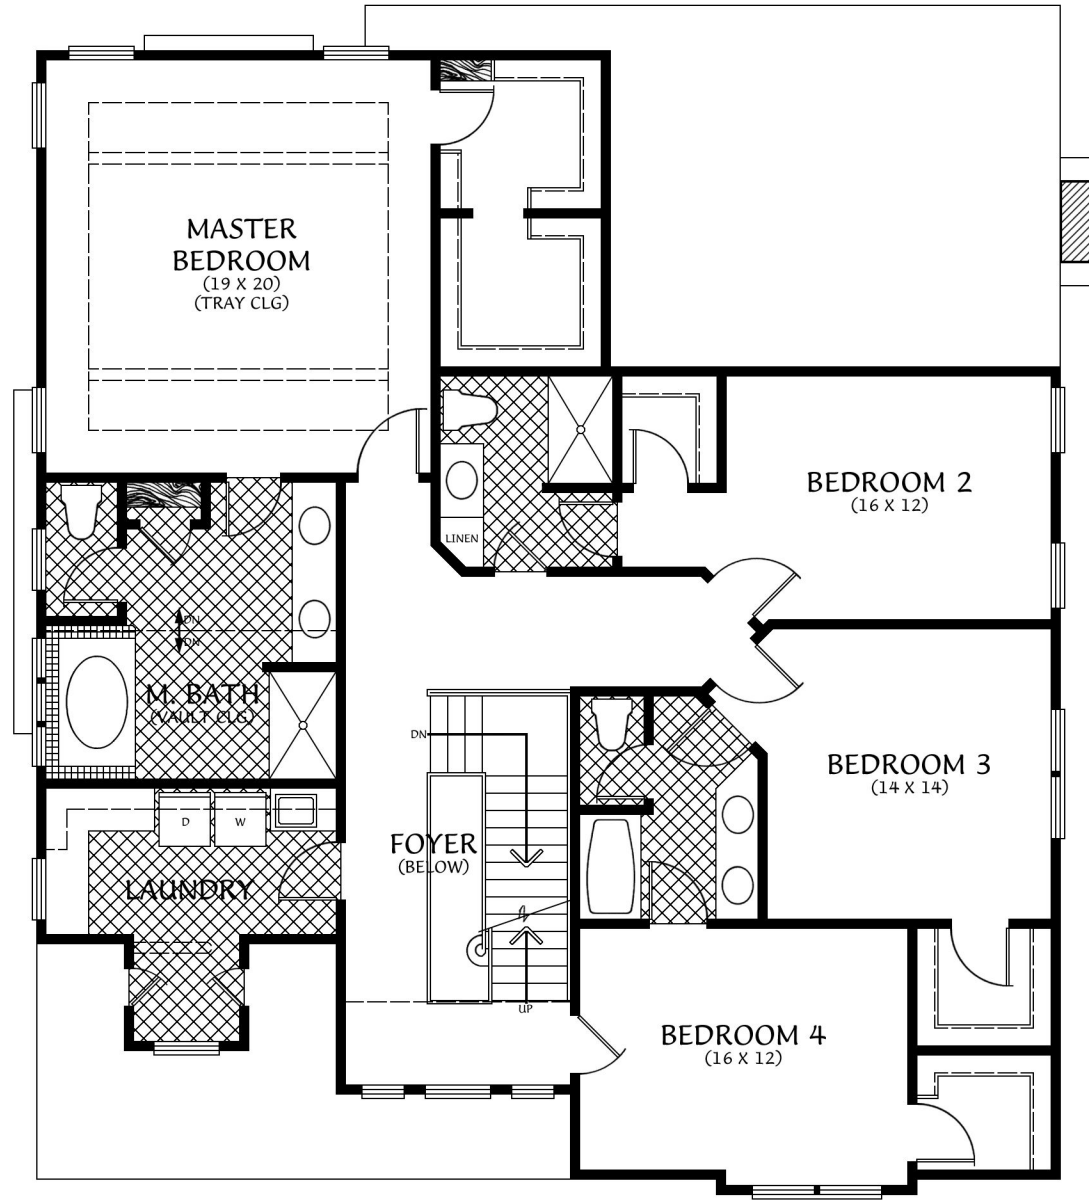 MASTER
BEDROOM
(19 X 20)
(TRAY CLG)
BEDROOM 2
(16 X 12)
LINEN
DN
DN
M. BATH
(VAULT CLG)
DN
BEDROOM 3
(14 X 14)
D
W
FOYER
(BELOW)
LAUNDRY
UP
BEDROOM 4
(16 X 12)